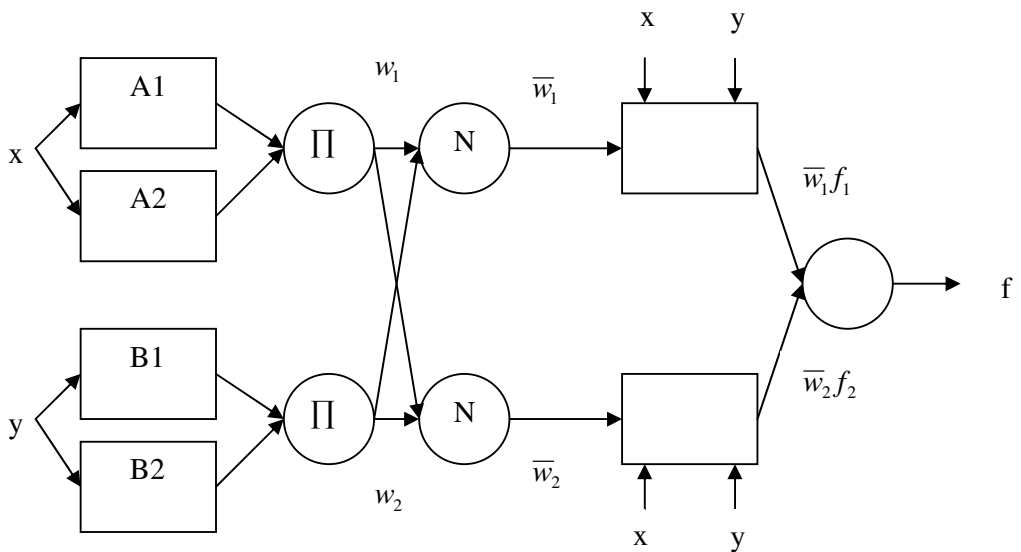 x y
A1 w₁ w̅₁
∏ N
x w̅₁f₁
A2
f
B1
w̅₂f₂
∏ N
y
B2 w̅₂
w₂
x y